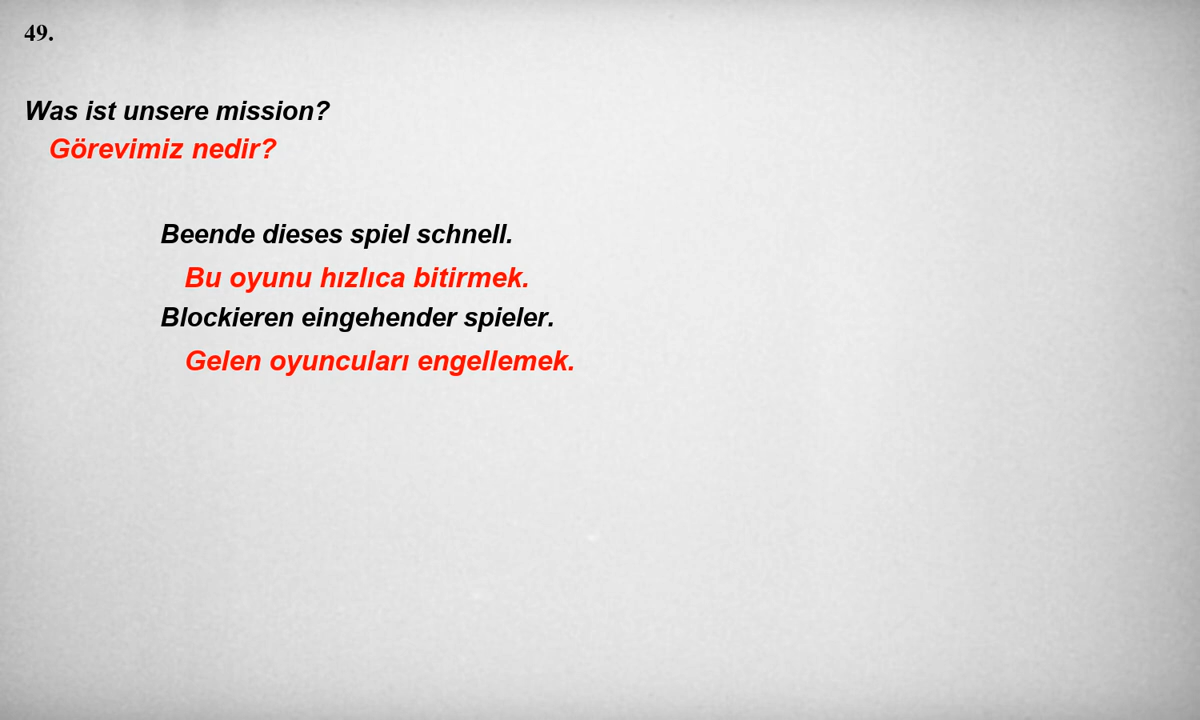 49.
Was ist unsere mission?
Görevimiz nedir?
Beende dieses spiel schnell.
Bu oyunu hızlıca bitirmek.
Blockieren eingehender spieler.
Gelen oyuncuları engellemek.